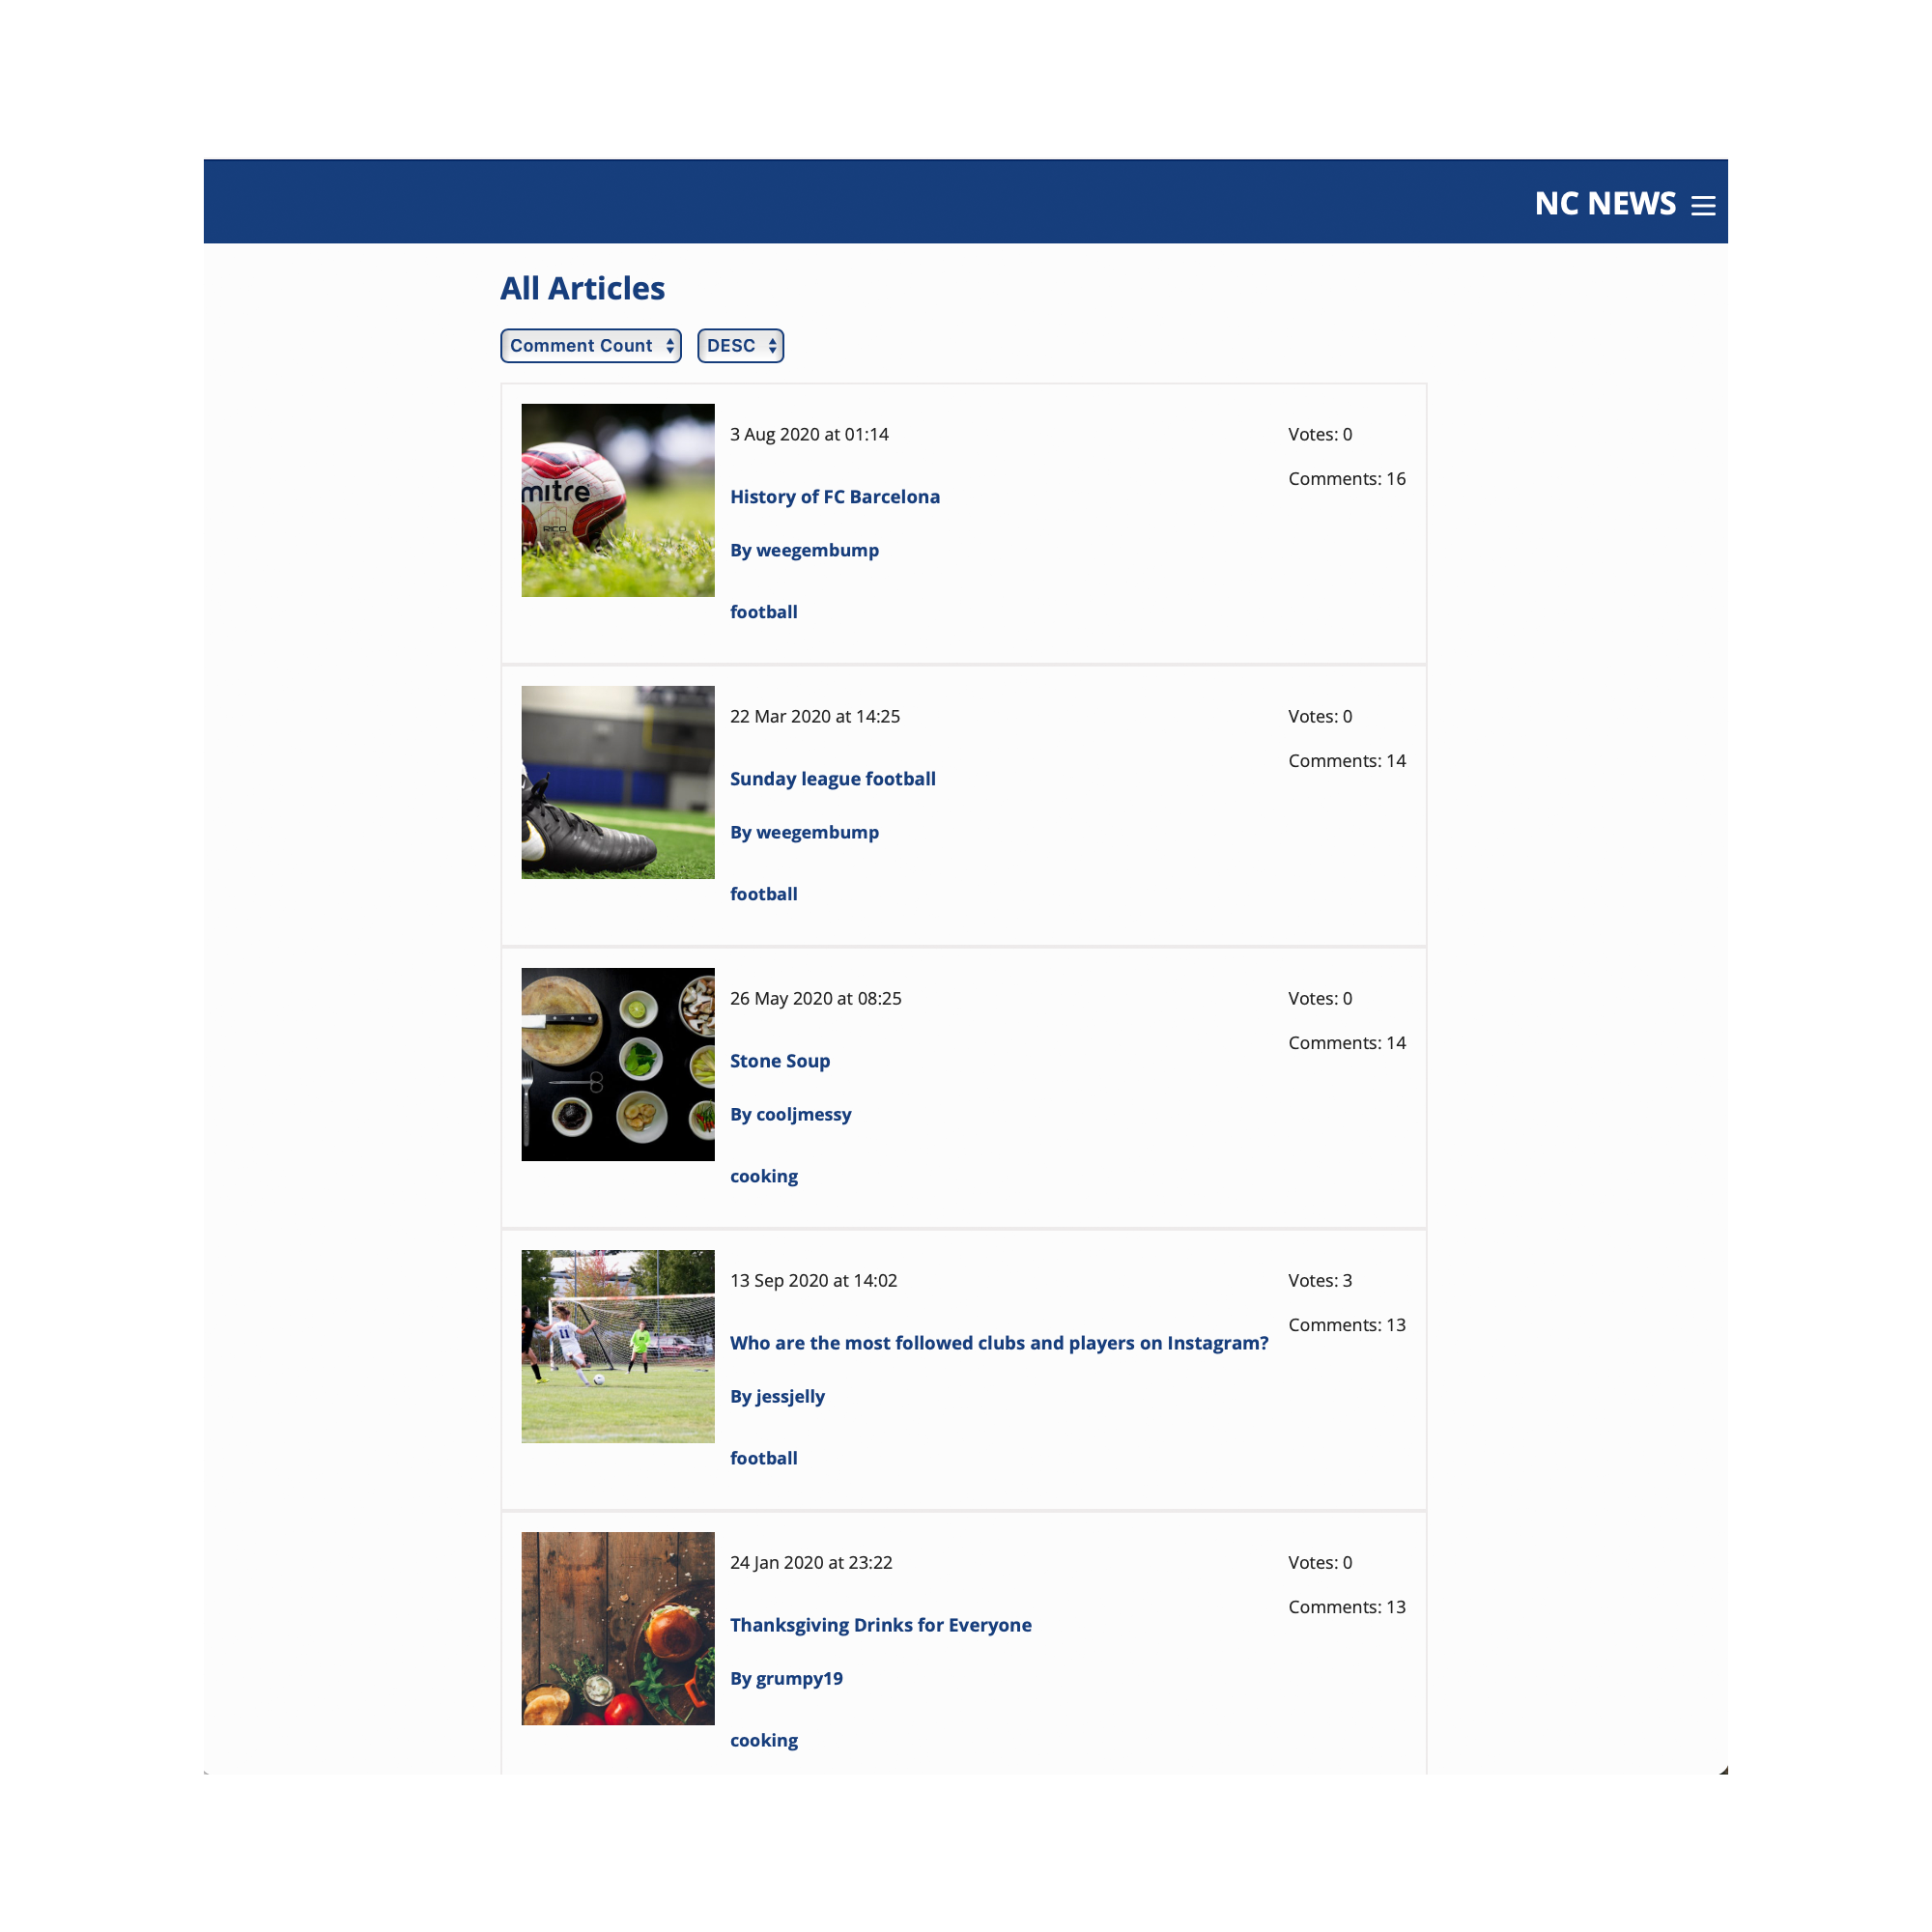 NC NEWS
All Articles
Comment Count DESC
3 Aug 2020 at 01:14
Votes: 0
Comments: 16
History of FC Barcelona
By weegembump
football
mitre
RICO
22 Mar 2020 at 14:25
Votes: 0
Comments: 14
Sunday league football
By weegembump
football
26 May 2020 at 08:25
Votes: 0
Comments: 14
Stone Soup
By cooljmessy
cooking
13 Sep 2020 at 14:02
Votes: 3
Comments: 13
Who are the most followed clubs and players on Instagram?
By jessjelly
football
11
24 Jan 2020 at 23:22
Votes: 0
Comments: 13
Thanksgiving Drinks for Everyone
By grumpy19
cooking